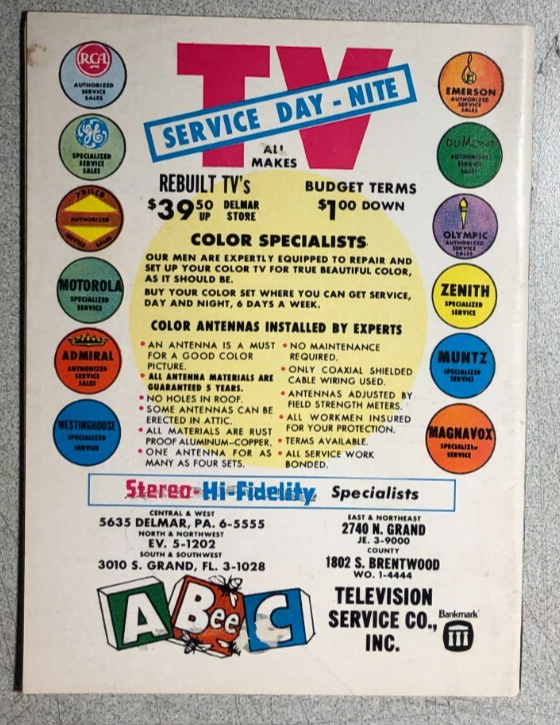 TV
SERVICE DAY - NITE
ALL
MAKES
RCA
AUTHORIZED
SERVICE
SALES
GE
SPECIALIZED
SERVICE
SALES
PHILCO
AUTHORIZED
SERVICE SALES
MOTOROLA
SPECIALIZED
SERVICE
ADMIRAL
AUTHORIZED
SERVICE
SALES
WESTINGHOUSE
SPECIALIZED
SERVICE
EMERSON
AUTHORIZED
SERVICE
SALES
DUMONT
AUTHORIZED
SERVICE
SALES
OLYMPIC
AUTHORIZED
SERVICE
SALES
ZENITH
SPECIALIZED
SERVICE
MUNTZ
SPECIALIZED
SERVICE
MAGNAVOX
SPECIALIZED
SERVICE
REBUILT TV's
$39 50 UP DELMAR STORE
BUDGET TERMS
$1 00 DOWN
COLOR SPECIALISTS
OUR MEN ARE EXPERTLY EQUIPPED TO REPAIR AND
SET UP YOUR COLOR TV FOR TRUE BEAUTIFUL COLOR,
AS IT SHOULD BE.
BUY YOUR COLOR SET WHERE YOU CAN GET SERVICE,
DAY AND NIGHT, 6 DAYS A WEEK.
COLOR ANTENNAS INSTALLED BY EXPERTS
• AN ANTENNA IS A MUST
FOR A GOOD COLOR
PICTURE.
• ALL ANTENNA MATERIALS ARE
GUARANTEED 5 YEARS.
• NO HOLES IN ROOF.
• SOME ANTENNAS CAN BE
ERECTED IN ATTIC.
• ALL MATERIALS ARE RUST
PROOF ALUMINUM-COPPER.
• ONE ANTENNA FOR AS
MANY AS FOUR SETS.
• NO MAINTENANCE
REQUIRED.
• ONLY COAXIAL SHIELDED
CABLE WIRING USED.
• ANTENNAS ADJUSTED BY
FIELD STRENGTH METERS.
• ALL WORKMEN INSURED
FOR YOUR PROTECTION.
• TERMS AVAILABLE.
• ALL SERVICE WORK
BONDED.
Stereo-Hi-Fidelity Specialists
CENTRAL & WEST
5635 DELMAR, PA. 6-5555
NORTH & NORTHWEST
EV. 5-1202
SOUTH & SOUTHWEST
3010 S. GRAND, FL. 3-1028
EAST & NORTHEAST
2740 N. GRAND
JE. 3-9000
COUNTY
1802 S. BRENTWOOD
WO. 1-4444
A Bee C
TELEVISION
SERVICE CO.,
INC.
Bankmark